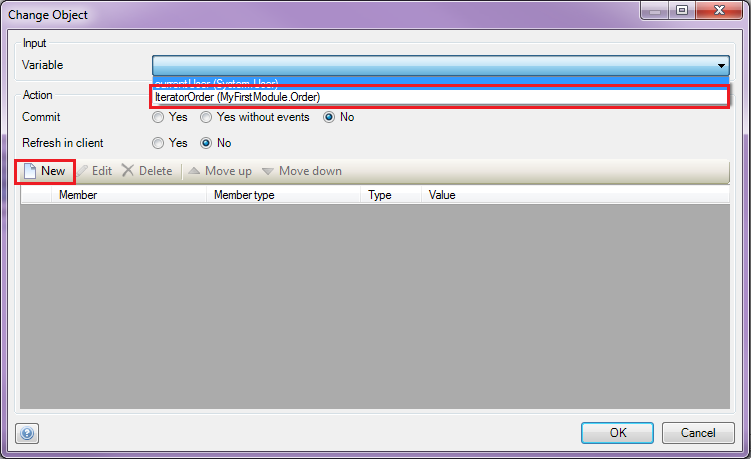 Change Object
Input
Variable
currentUser (System.User)
IteratorOrder (MyFirstModule.Order)
Action
Commit Yes Yes without events No
Refresh in client Yes No
New Edit Delete Move up Move down
Member Member type Type Value
? OK Cancel